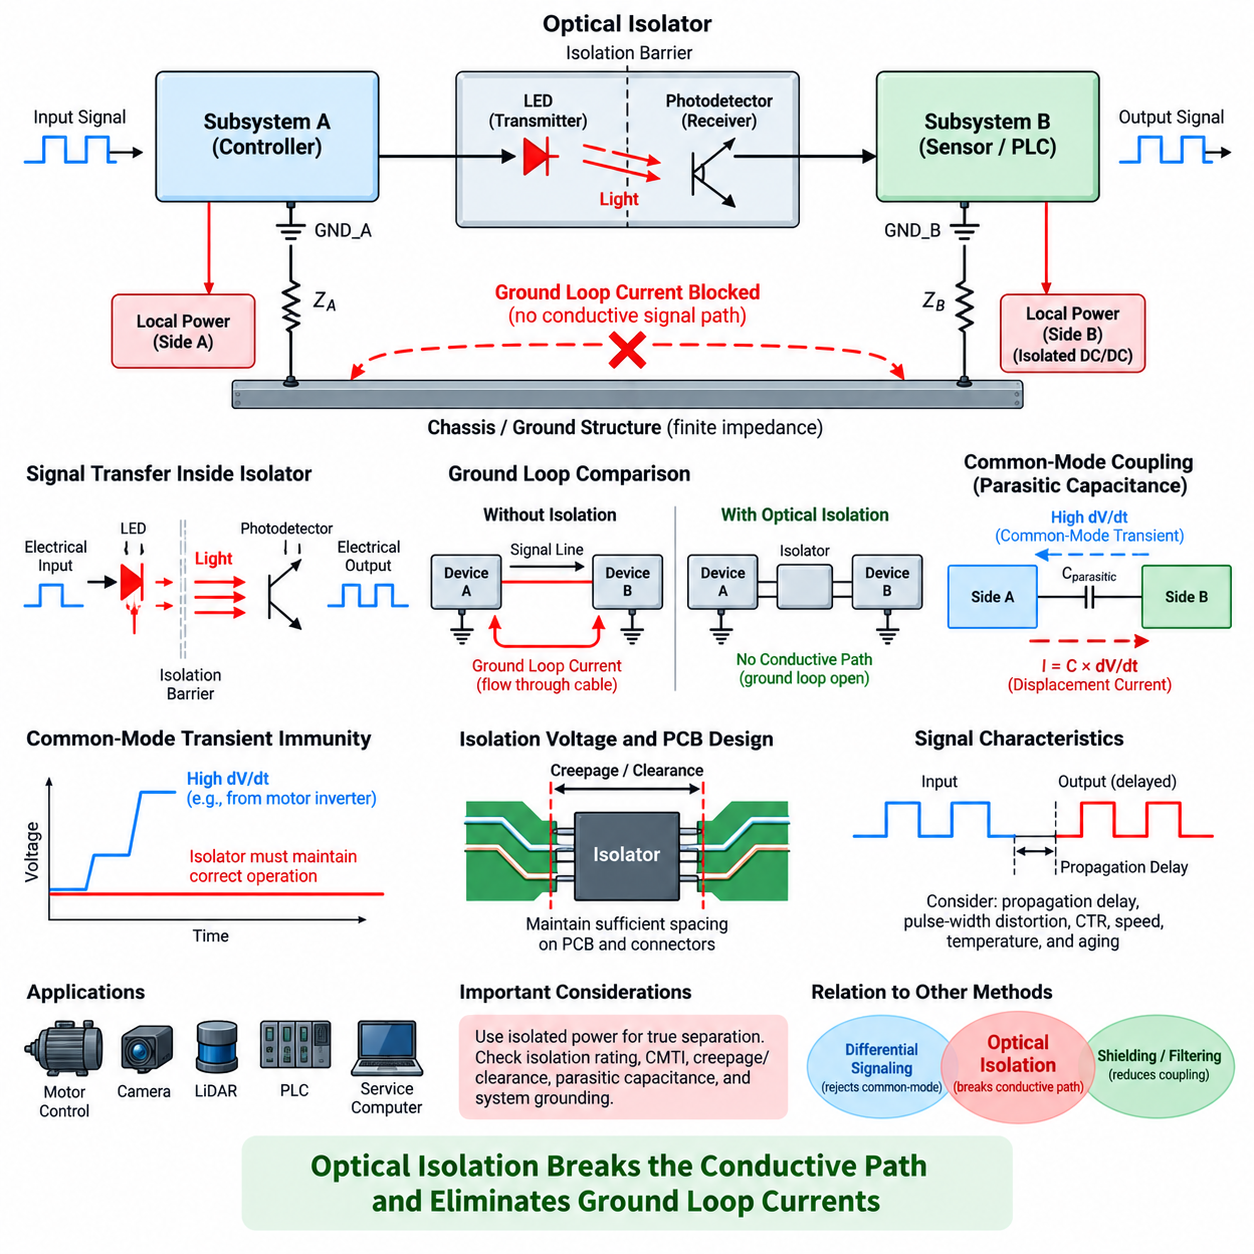 Optical Isolator
Isolation Barrier
Input Signal
Subsystem A
(Controller)
LED
(Transmitter)
Photodetector
(Receiver)
Light
Subsystem B
(Sensor / PLC)
Output Signal
GND_A
GND_B
Z_A
Z_B
Local Power
(Side A)
Ground Loop Current Blocked
(no conductive signal path)
Local Power
(Side B)
(Isolated DC/DC)
Chassis / Ground Structure (finite impedance)
Signal Transfer Inside Isolator
LED
Photodetector
Electrical
Input
Light
Electrical
Output
Isolation
Barrier
Ground Loop Comparison
Without Isolation
Signal Line
Device
A
Device
B
Ground Loop Current
(flow through cable)
With Optical Isolation
Isolator
Device
A
Device
B
No Conductive Path
(ground loop open)
Common-Mode Coupling
(Parasitic Capacitance)
High dV/dt
(Common-Mode Transient)
Side A
C_parasitic
Side B
I = C × dV/dt
(Displacement Current)
Common-Mode Transient Immunity
High dV/dt
(e.g., from motor inverter)
Isolator must maintain
correct operation
Voltage
Time
Isolation Voltage and PCB Design
Creepage / Clearance
Isolator
Maintain sufficient spacing
on PCB and connectors
Signal Characteristics
Input
Output (delayed)
Propagation Delay
Consider: propagation delay,
pulse-width distortion, CTR, speed,
temperature, and aging
Applications
Motor
Control
Camera
LiDAR
PLC
Service
Computer
Important Considerations
Use isolated power for true separation.
Check isolation rating, CMTI, creepage/
clearance, parasitic capacitance, and
system grounding.
Relation to Other Methods
Differential
Signaling
(rejects common-mode)
Optical
Isolation
(breaks conductive path)
Shielding / Filtering
(reduces coupling)
Optical Isolation Breaks the Conductive Path
and Eliminates Ground Loop Currents